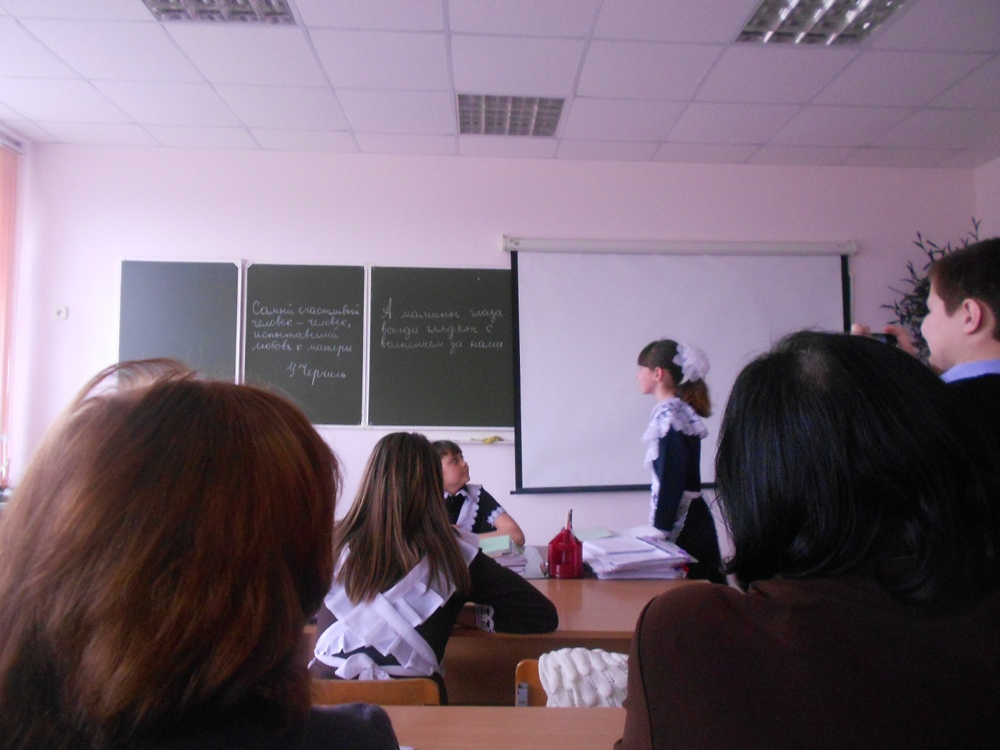 Самый счастливый
человек – человек,
испытавший
любовь к матери
У Черчиль
А мамины глаза
всегда глядят с
волнением за нами